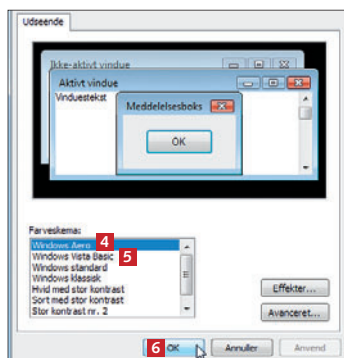 Udseende
Ikke-aktivt vindue
Aktivt vindue
Vinduestekst
Meddelelsesboks
OK
Farveskema:
Windows Aero 4
Windows Vista Basic 5
Windows standard
Windows klassisk
Hvid med stor kontrast
Sort med stor kontrast
Stor kontrast nr. 2
Effekter...
Avanceret...
6 OK Annuller Anvend